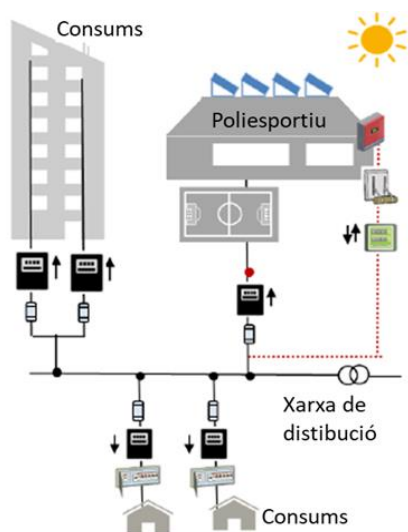 Consums
Poliesportiu
Xarxa de
distibució
Consums